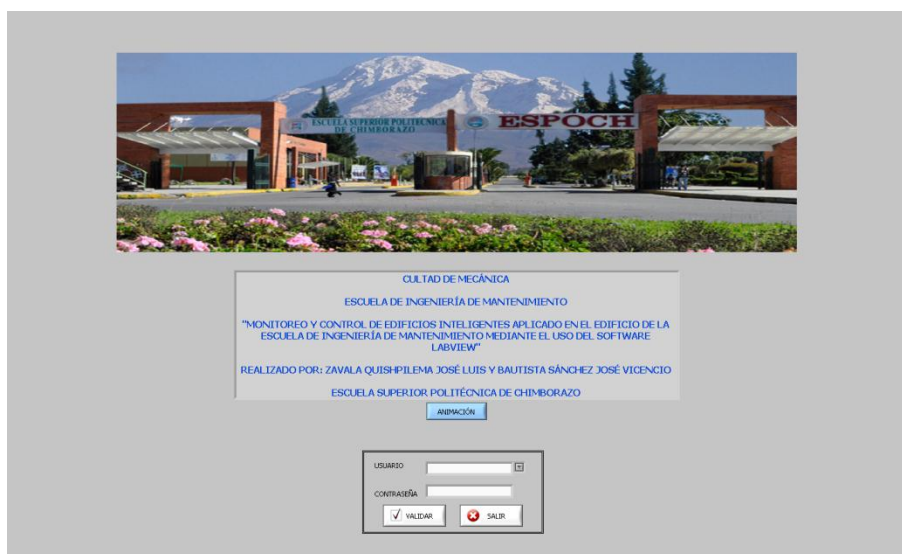 ESCUELA SUPERIOR POLITECNICA
DE CHIMBORAZO
ESPOCH
CULTAD DE MECÁNICA
ESCUELA DE INGENIERÍA DE MANTENIMIENTO
"MONITOREO Y CONTROL DE EDIFICIOS INTELIGENTES APLICADO EN EL EDIFICIO DE LA
ESCUELA DE INGENIERÍA DE MANTENIMIENTO MEDIANTE EL USO DEL SOFTWARE
LABVIEW"
REALIZADO POR: ZAVALA QUISHPILEMA JOSÉ LUIS Y BAUTISTA SÁNCHEZ JOSÉ VICENCIO
ESCUELA SUPERIOR POLITÉCNICA DE CHIMBORAZO
ANIMACIÓN
USUARIO
CONTRASEÑA
VALIDAR SALIR